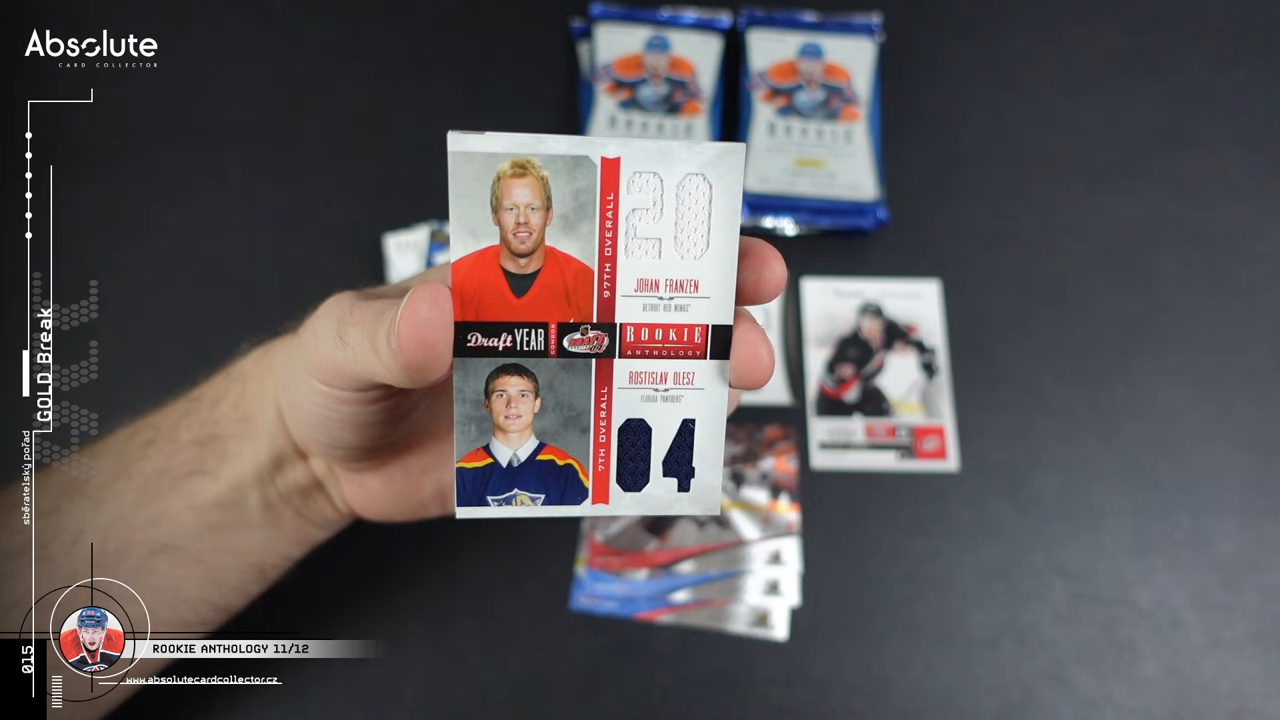 Absolute
CARD COLLECTOR
GOLD Break
sběratelský pořad
015
ROOKIE ANTHOLOGY 11/12
www.absolutecardcollector.cz
97TH OVERALL
20
JOHAN FRANZEN
DETROIT RED WINGS
Draft YEAR
COMBOS
ROOKIE
ANTHOLOGY
7TH OVERALL
ROSTISLAV OLESZ
FLORIDA PANTHERS
04